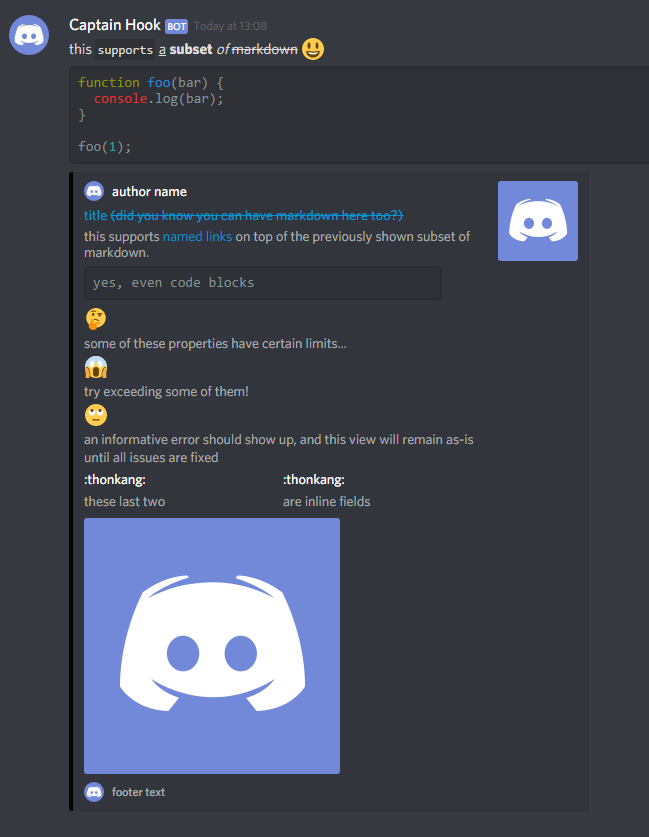 Captain Hook BOT Today at 13:08
this supports a subset of markdown 😃
function foo(bar) {
  console.log(bar);
}
foo(1);
author name
title (did you know you can have markdown here too?)
this supports named links on top of the previously shown subset of
markdown.
yes, even code blocks
🤔
some of these properties have certain limits...
😱
try exceeding some of them!
🙄
an informative error should show up, and this view will remain as-is
until all issues are fixed
:thonkang: :thonkang:
these last two are inline fields
footer text